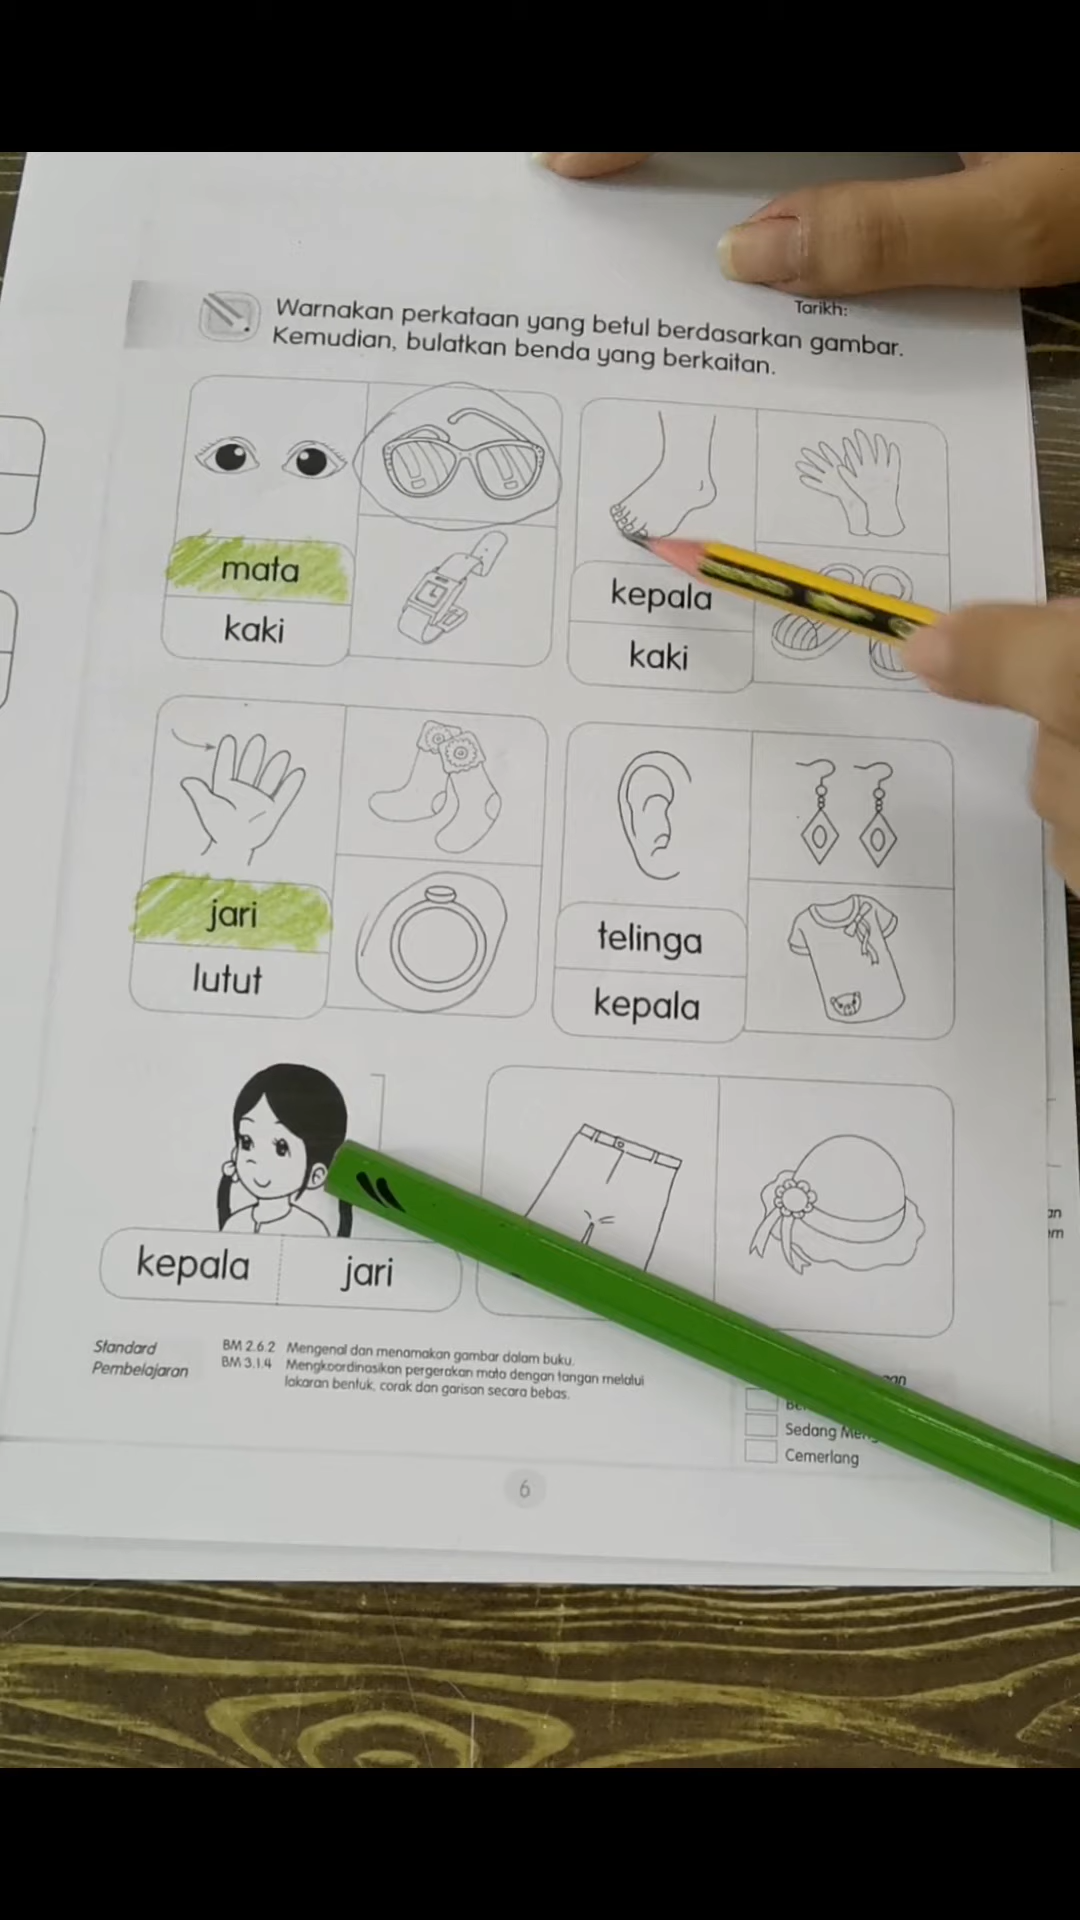 Tarikh:
Warnakan perkataan yang betul berdasarkan gambar.
Kemudian, bulatkan benda yang berkaitan.
mata
kaki
kepala
kaki
jari
lutut
telinga
kepala
kepala
jari
Standard
Pembelajaran
BM 2.6.2 Mengenal dan menamakan gambar dalam buku.
BM 3.1.4 Mengkoordinasikan pergerakan mata dengan tangan melalui
lakaran bentuk, corak dan garisan secara bebas.
Sedang
Cemerlang
6